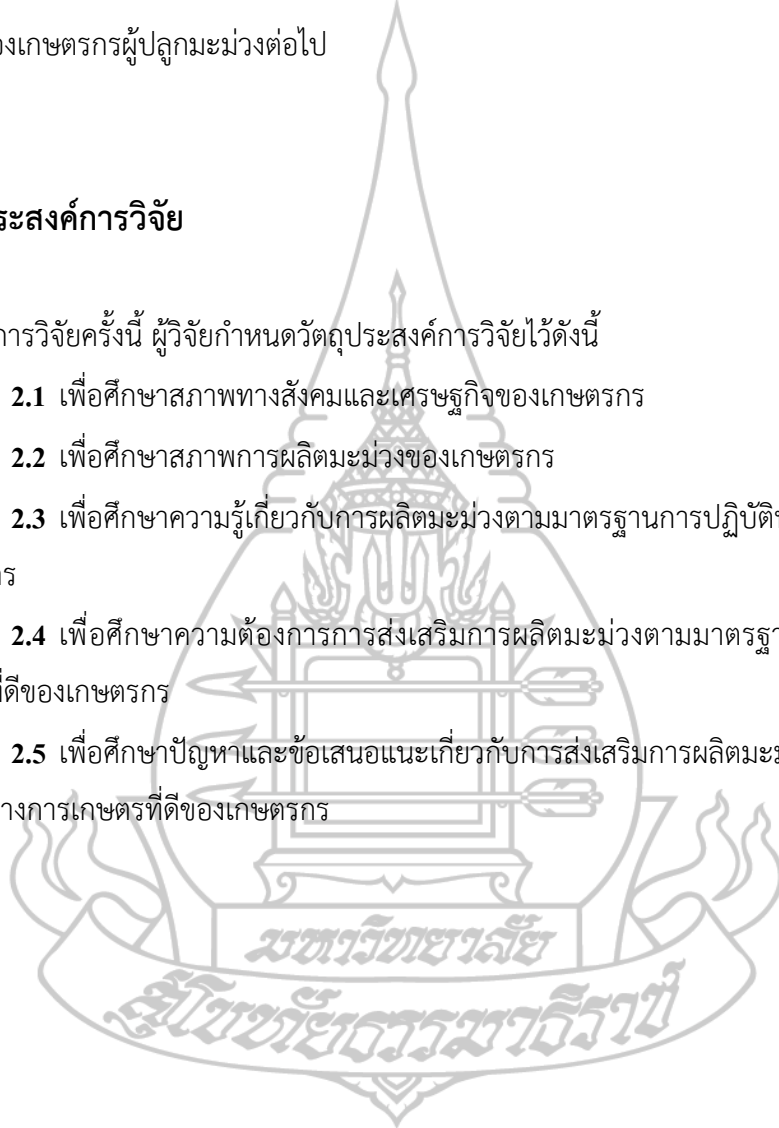 องเกษตรกรผู้ปลูกมะม่วงต่อไป
ระสงค์การวิจัย
การวิจัยครั้งนี้ ผู้วิจัยกำหนดวัตถุประสงค์การวิจัยไว้ดังนี้
2.1 เพื่อศึกษาสภาพทางสังคมและเศรษฐกิจของเกษตรกร
2.2 เพื่อศึกษาสภาพการผลิตมะม่วงของเกษตรกร
2.3 เพื่อศึกษาความรู้เกี่ยวกับการผลิตมะม่วงตามมาตรฐานการปฏิบัติท
าร
2.4 เพื่อศึกษาความต้องการการส่งเสริมการผลิตมะม่วงตามมาตรฐา
ที่ดีของเกษตรกร
2.5 เพื่อศึกษาปัญหาและข้อเสนอแนะเกี่ยวกับการส่งเสริมการผลิตมะม
างการเกษตรที่ดีของเกษตรกร
มหาวิทยาลัย
สุโขทัยธรรมาธิราช